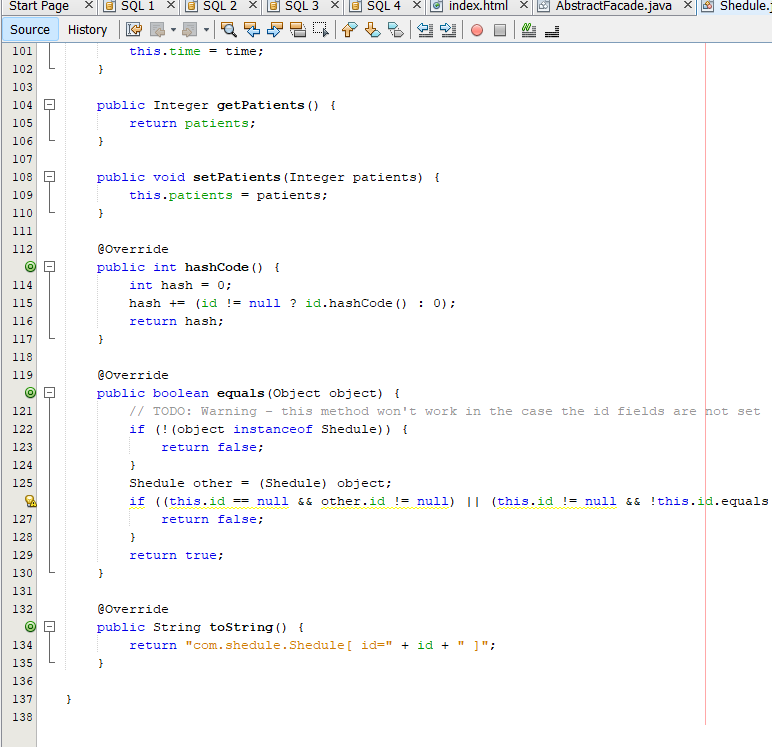 Start Page SQL 1 SQL 2 SQL 3 SQL 4 index.html AbstractFacade.java Shedule.j
Source History
101 this.time = time;
102 }
103
104 public Integer getPatients() {
105 return patients;
106 }
107
108 public void setPatients(Integer patients) {
109 this.patients = patients;
110 }
111
112 @Override
public int hashCode() {
114 int hash = 0;
115 hash += (id != null ? id.hashCode() : 0);
116 return hash;
117 }
118
119 @Override
public boolean equals(Object object) {
121 // TODO: Warning - this method won't work in the case the id fields are not set
122 if (!(object instanceof Shedule)) {
123 return false;
124 }
125 Shedule other = (Shedule) object;
if ((this.id == null && other.id != null) || (this.id != null && !this.id.equals
127 return false;
128 }
129 return true;
130 }
131
132 @Override
public String toString() {
134 return "com.shedule.Shedule[ id=" + id + " ]";
135 }
136
137 }
138